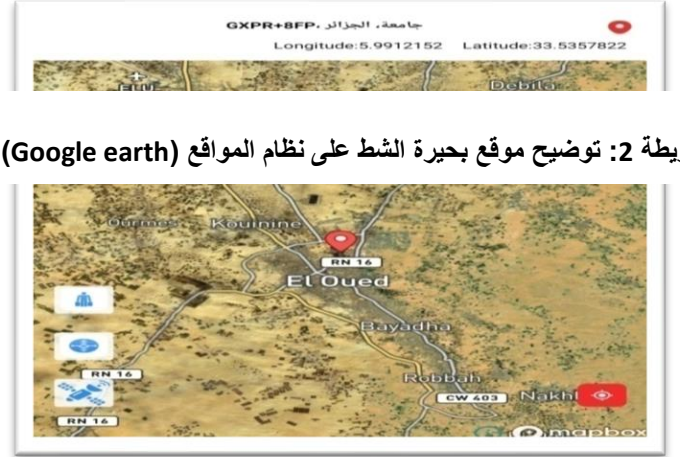 جامعة، الجزائر ،GXPR+8FP
Longitude:5.9912152 Latitude:33.5357822
Debila
يطة 2: توضيح موقع بحيرة الشط على نظام المواقع (Google earth)
Ourmes Kouinine
RN 16
El Oued
Bayadha
RN 16
Robbah
CW 403 Nakhl
RN 16
mapbox